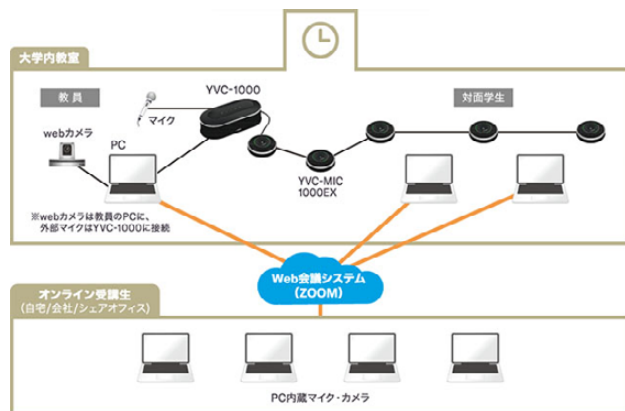 大学内教室
教 員
YVC-1000
対面学生
マイク
webカメラ
PC
YVC-MIC
1000EX
※webカメラは教員のPCに、
外部マイクはYVC-1000に接続
Web会議システム
(ZOOM)
オンライン受講生
(自宅/会社/シェアオフィス)
PC内蔵マイク・カメラ